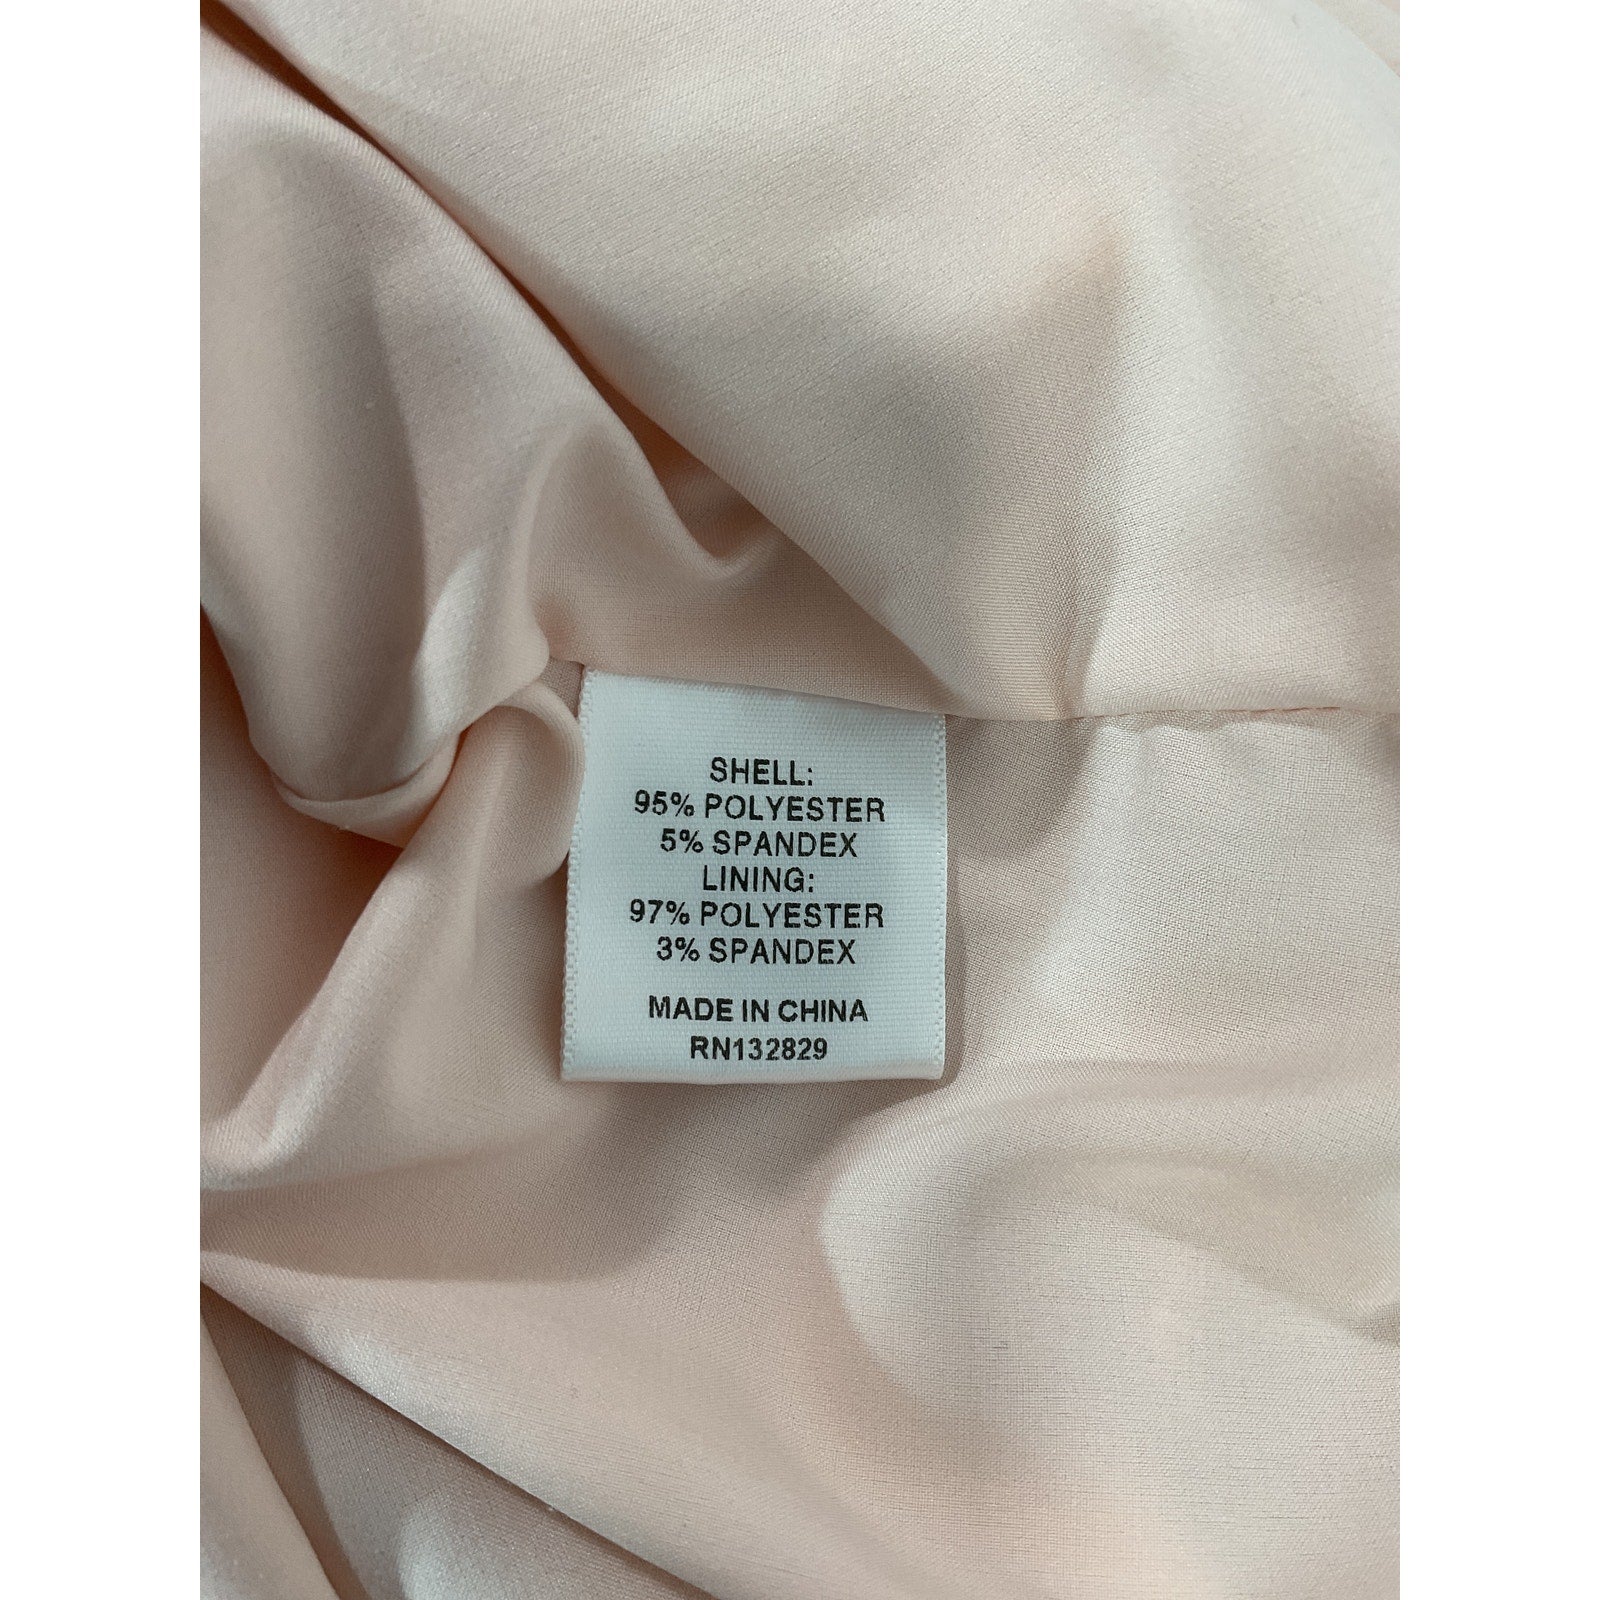 SHELL:
95% POLYESTER
5% SPANDEX
LINING:
97% POLYESTER
3% SPANDEX
MADE IN CHINA
RN132829